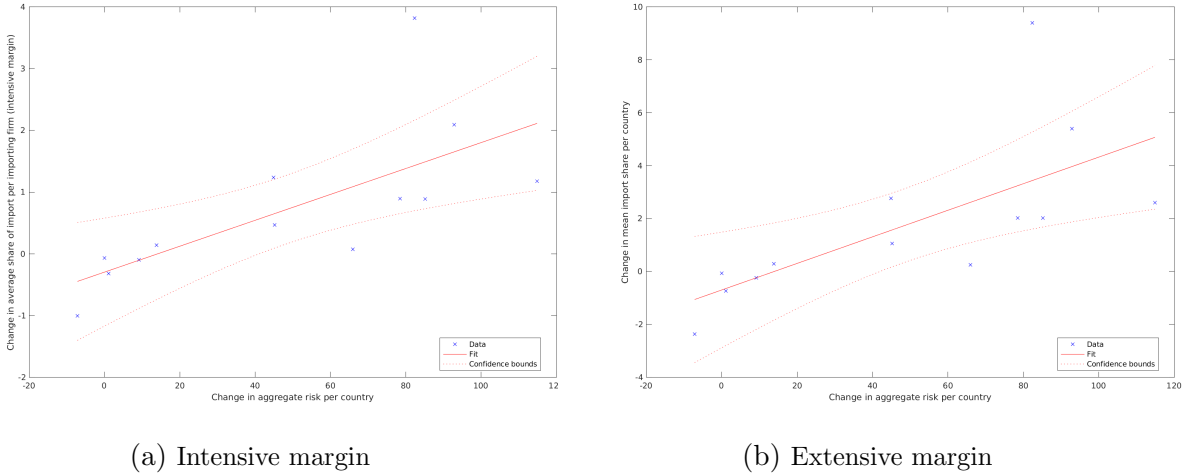 4
3
2
1
0
-1
-2
-20
0
20
40
60
80
100
120
Change in average share of import per importing firm (intensive margin)
Change in aggregate risk per country
Data
Fit
Confidence bounds
(a) Intensive margin
10
8
6
4
2
0
-2
-4
-20
0
20
40
60
80
100
120
Change in mean import share per country
Change in aggregate risk per country
Data
Fit
Confidence bounds
(b) Extensive margin